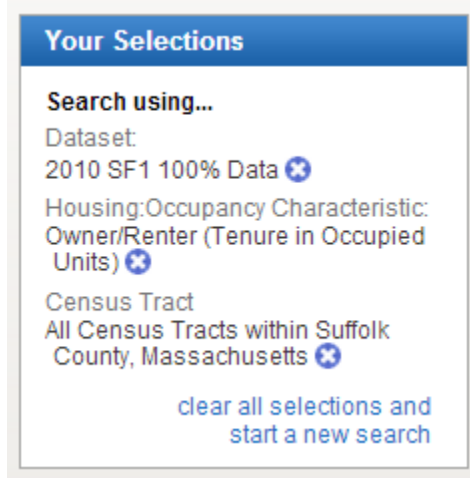 Your Selections
Search using...
Dataset:
2010 SF1 100% Data
Housing:Occupancy Characteristic:
Owner/Renter (Tenure in Occupied
Units)
Census Tract
All Census Tracts within Suffolk
County, Massachusetts
clear all selections and
start a new search